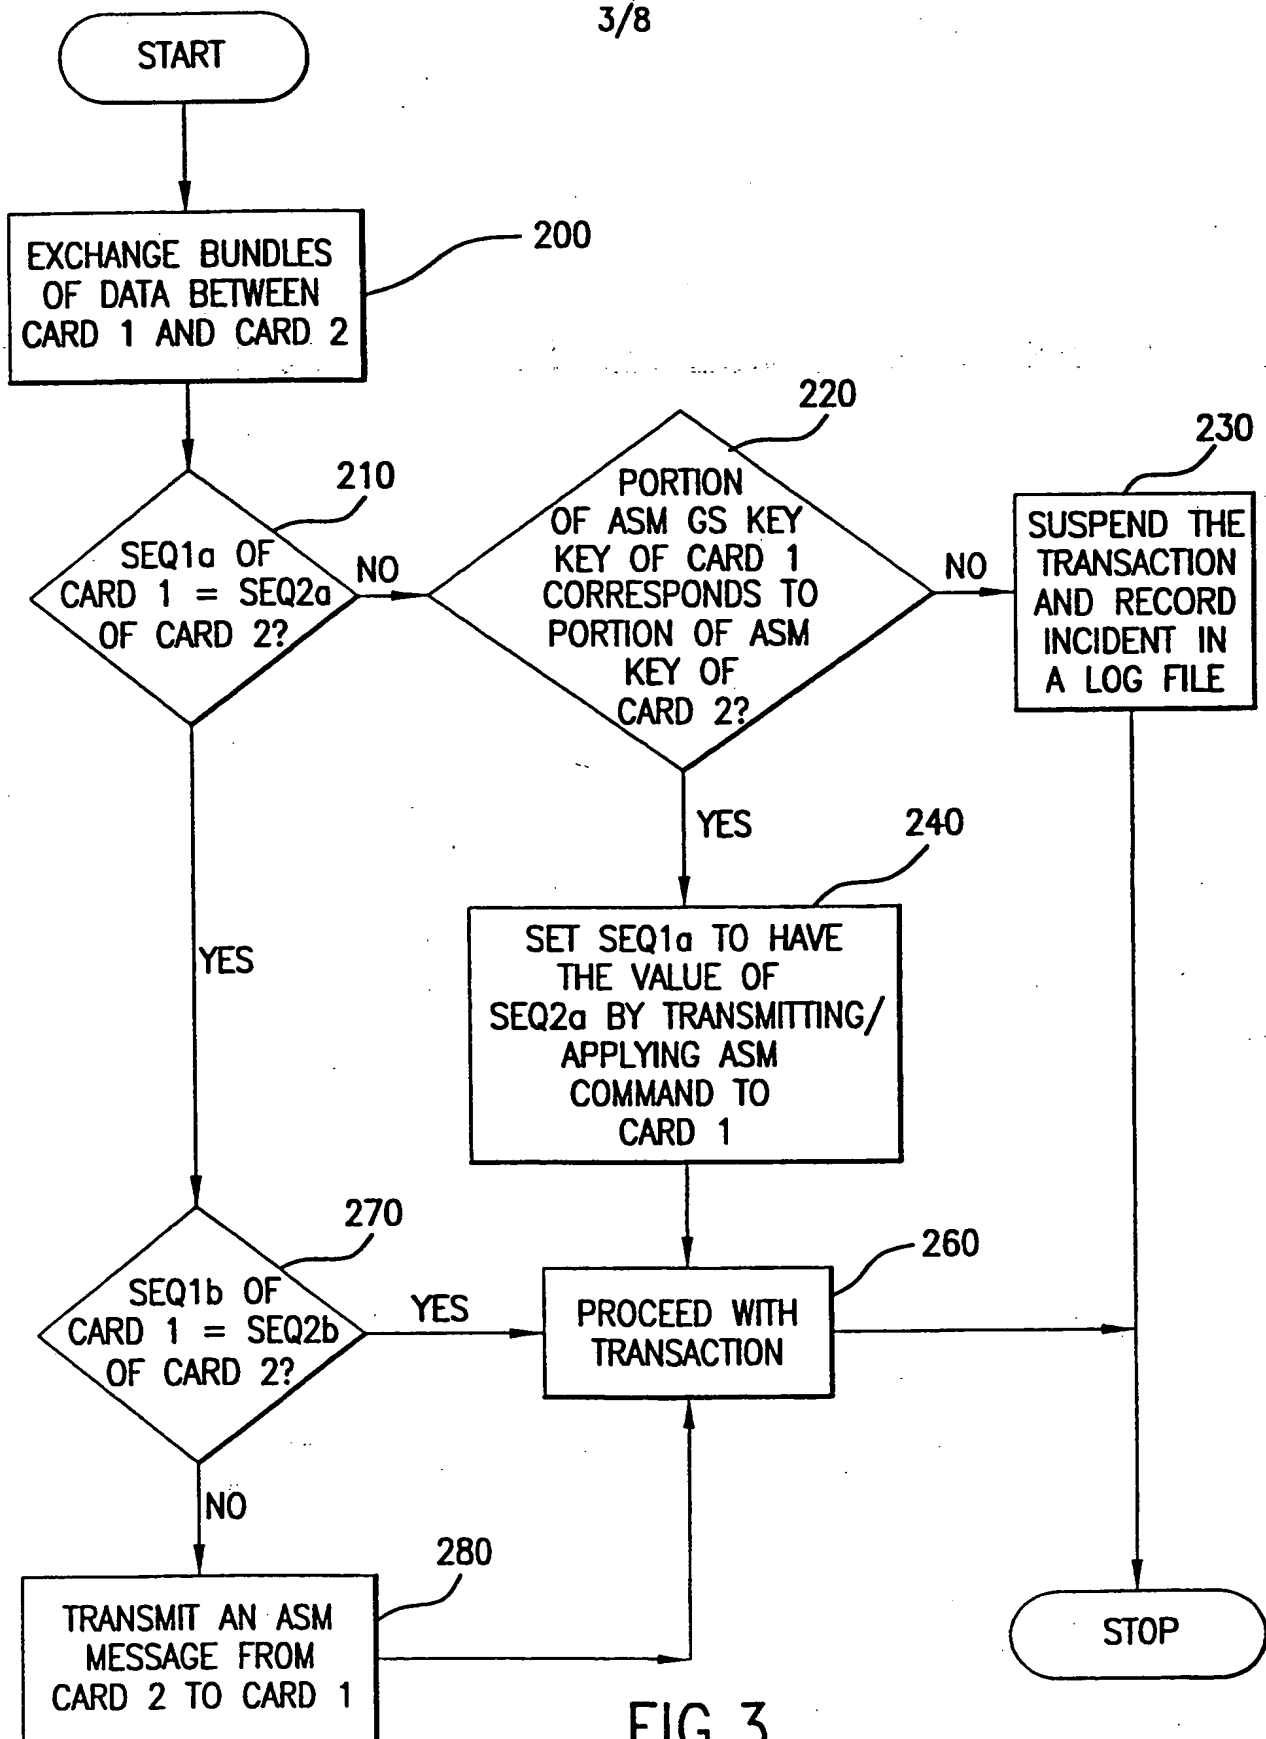 3/8
START
EXCHANGE BUNDLES
OF DATA BETWEEN
CARD 1 AND CARD 2
200
210
SEQ1a OF
CARD 1 = SEQ2a
OF CARD 2?
NO
220
PORTION
OF ASM GS KEY
KEY OF CARD 1
CORRESPONDS TO
PORTION OF ASM
KEY OF
CARD 2?
NO
230
SUSPEND THE
TRANSACTION
AND RECORD
INCIDENT IN
A LOG FILE
YES
YES
240
SET SEQ1a TO HAVE
THE VALUE OF
SEQ2a BY TRANSMITTING/
APPLYING ASM
COMMAND TO
CARD 1
270
SEQ1b OF
CARD 1 = SEQ2b
OF CARD 2?
YES
260
PROCEED WITH
TRANSACTION
NO
280
TRANSMIT AN ASM
MESSAGE FROM
CARD 2 TO CARD 1
STOP
FIG 3